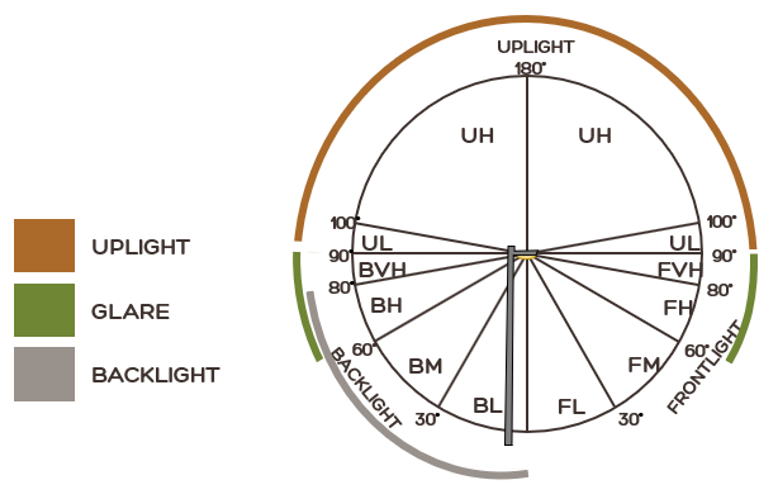 UPLIGHT
180°
UH UH
100° 100°
UL UL
90° 90°
BVH FVH
80° 80°
BH FH
60° 60°
BM FM
BL FL
30° 30°
BACKLIGHT
FRONTLIGHT
UPLIGHT
GLARE
BACKLIGHT